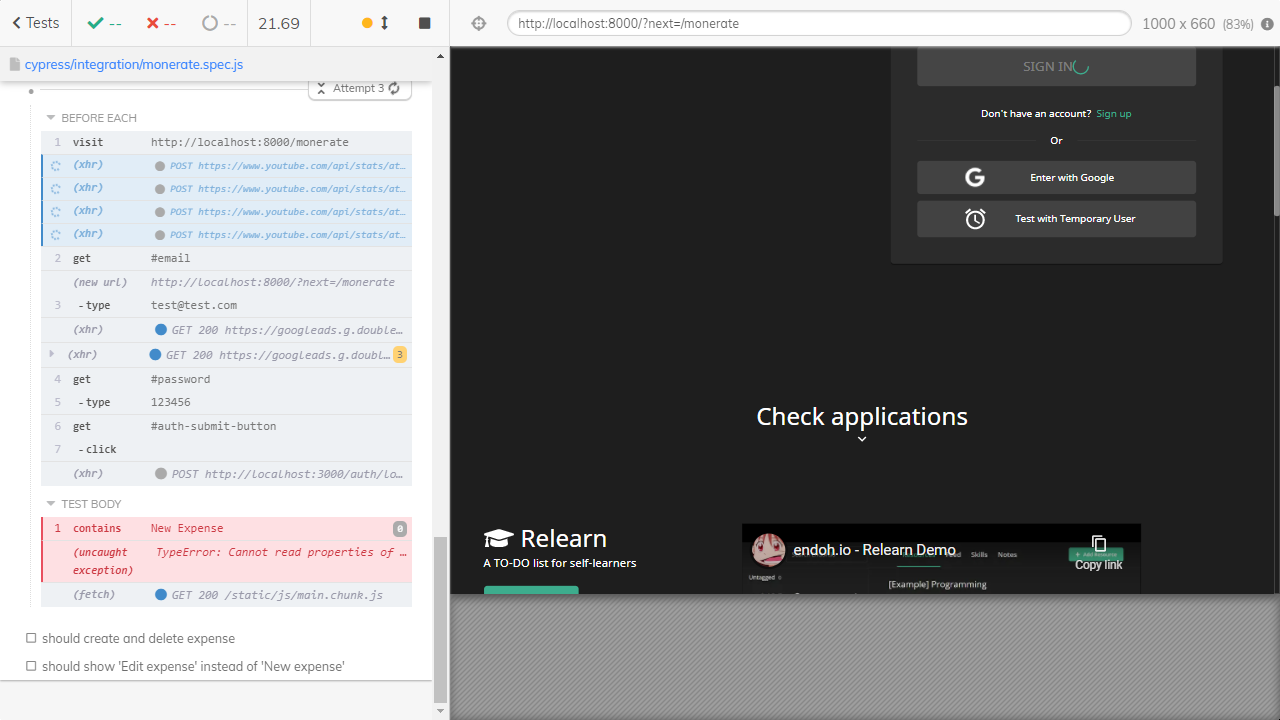 Tests
--
--
--
21.69
http://localhost:8000/?next=/monerate
1000 x 660 (83%)
cypress/integration/monerate.spec.js
Attempt 3
BEFORE EACH
1 visit http://localhost:8000/monerate
(xhr) POST https://www.youtube.com/api/stats/at…
(xhr) POST https://www.youtube.com/api/stats/at…
(xhr) POST https://www.youtube.com/api/stats/at…
(xhr) POST https://www.youtube.com/api/stats/at…
2 get #email
(new url) http://localhost:8000/?next=/monerate
3 -type test@test.com
(xhr) GET 200 https://googleads.g.double…
(xhr) GET 200 https://googleads.g.doubl… 3
4 get #password
5 -type 123456
6 get #auth-submit-button
7 -click
(xhr) POST http://localhost:3000/auth/lo…
TEST BODY
1 contains New Expense 0
(uncaught exception) TypeError: Cannot read properties of …
(fetch) GET 200 /static/js/main.chunk.js
should create and delete expense
should show 'Edit expense' instead of 'New expense'
SIGN IN
Don't have an account? Sign up
Or
Enter with Google
Test with Temporary User
Check applications
Relearn
A TO-DO list for self-learners
endoh.io - Relearn Demo
Skills
Notes
Copy link
Untagged
[Example] Programming